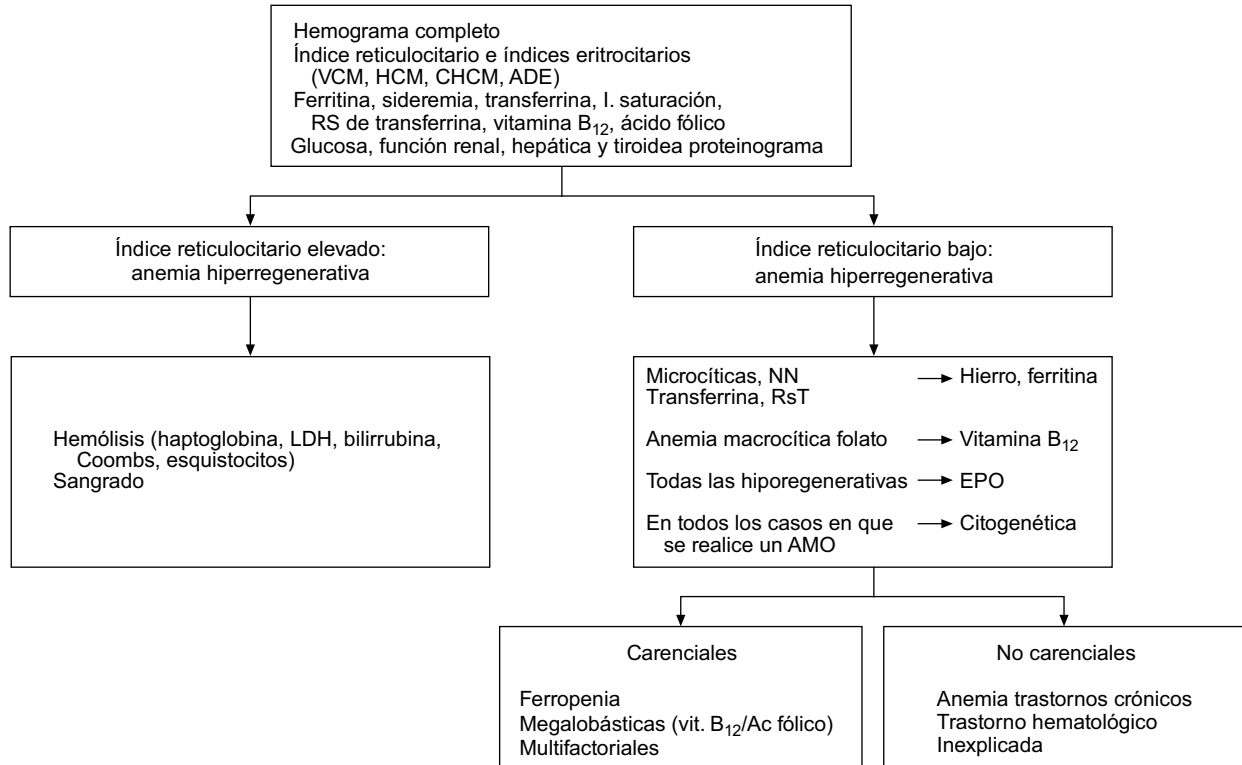 Hemograma completo
Índice reticulocitario e índices eritrocitarios
(VCM, HCM, CHCM, ADE)
Ferritina, sideremia, transferrina, I. saturación,
RS de transferrina, vitamina B12, ácido fólico
Glucosa, función renal, hepática y tiroidea proteinograma
Índice reticulocitario elevado:
anemia hiperregenerativa
Índice reticulocitario bajo:
anemia hiperregenerativa
Hemólisis (haptoglobina, LDH, bilirrubina,
Coombs, esquistocitos)
Sangrado
Microcíticas, NN → Hierro, ferritina
Transferrina, RsT
Anemia macrocítica folato → Vitamina B12
Todas las hiporegenerativas → EPO
En todos los casos en que → Citogenética
se realice un AMO
Carenciales
Ferropenia
Megalobásticas (vit. B12/Ac fólico)
Multifactoriales
No carenciales
Anemia trastornos crónicos
Trastorno hematológico
Inexplicada